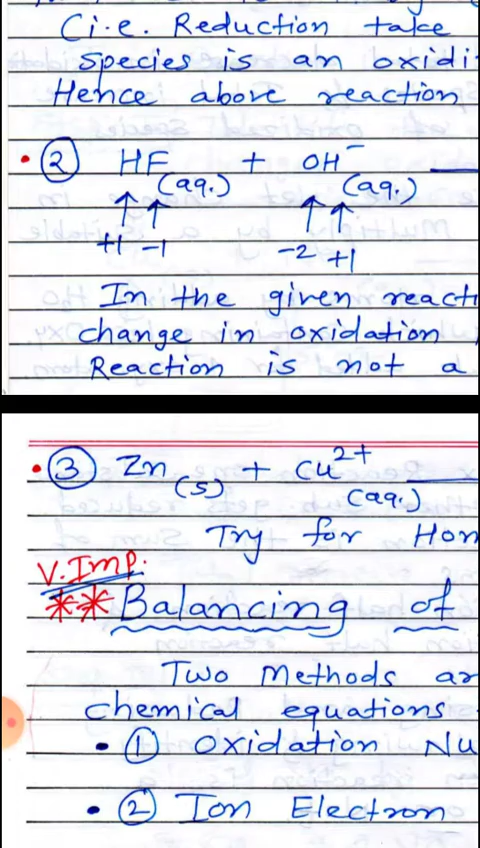 Ci.e. Reduction take
Species is an oxidi
Hence above reaction
② HF(aq.) + OH⁻(aq.)
+1 -1 -2 +1
In the given reacti
change in oxidation
Reaction is not a
③ Zn(s) + Cu²⁺(aq.)
Try for Hom
V. Imp.
** Balancing of
Two Methods ar
chemical equations
① Oxidation Nu
② Ion Electron